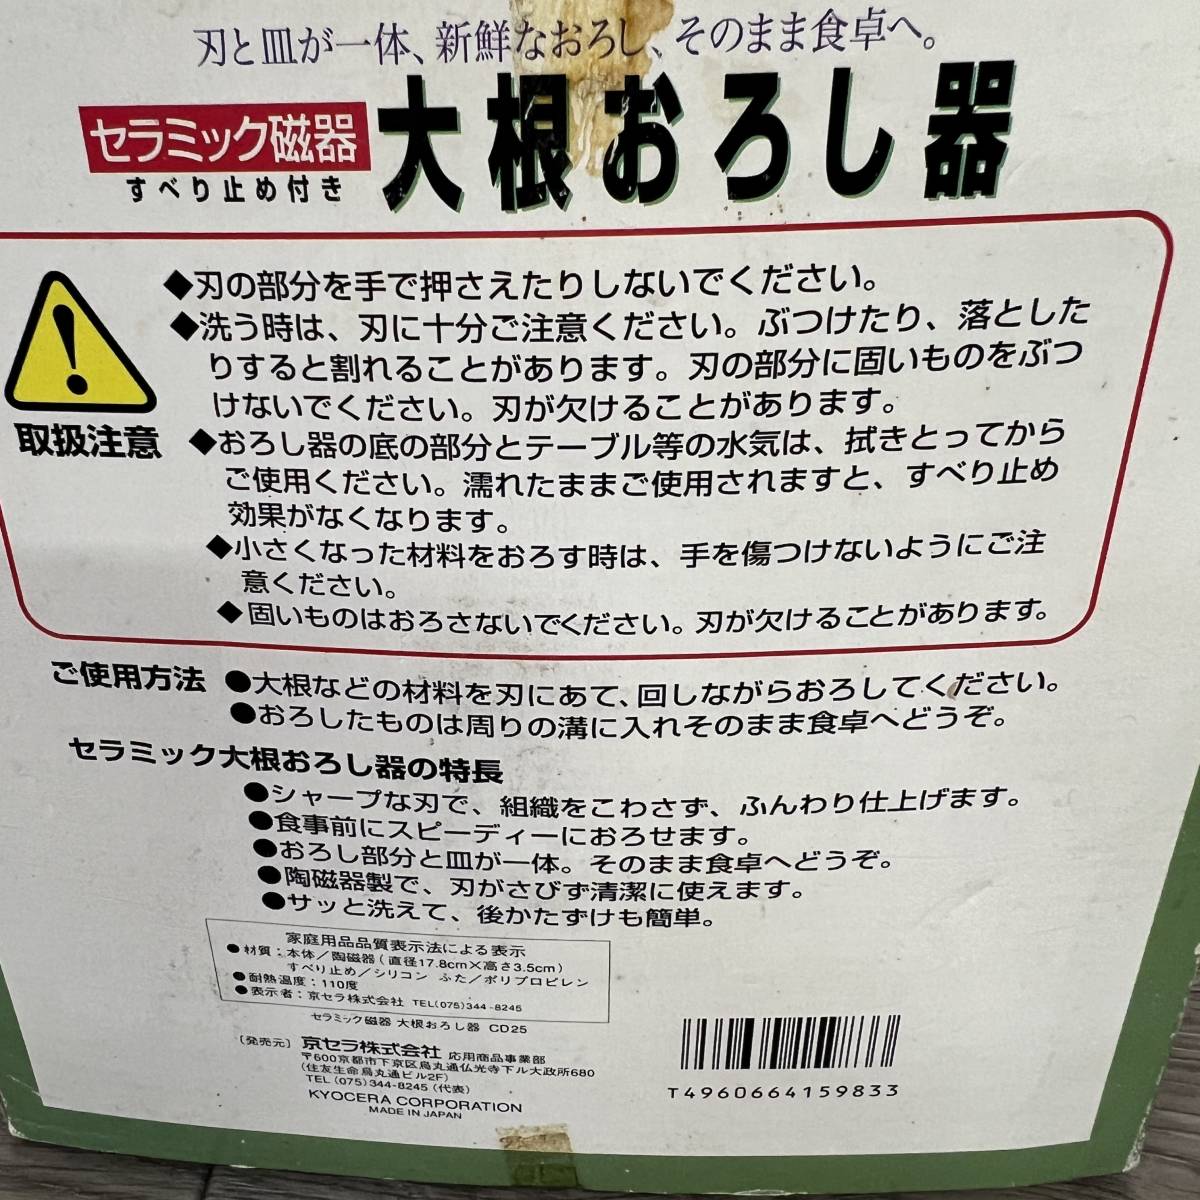 刃と皿が一体、新鮮なおろし、そのまま食卓へ。
セラミック磁器
すべり止め付き
大根おろし器
取扱注意
◆刃の部分を手で押さえたりしないでください。
◆洗う時は、刃に十分ご注意ください。ぶつけたり、落とした
りすると割れることがあります。刃の部分に固いものをぶつ
けないでください。刃が欠けることがあります。
◆おろし器の底の部分とテーブル等の水気は、拭きとってから
ご使用ください。濡れたままご使用されますと、すべり止め
効果がなくなります。
◆小さくなった材料をおろす時は、手を傷つけないようにご注
意ください。
◆固いものはおろさないでください。刃が欠けることがあります。
ご使用方法 ●大根などの材料を刃にあて、回しながらおろしてください。
●おろしたものは周りの溝に入れそのまま食卓へどうぞ。
セラミック大根おろし器の特長
●シャープな刃で、組織をこわさず、ふんわり仕上げます。
●食事前にスピーディーにおろせます。
●おろし部分と皿が一体。そのまま食卓へどうぞ。
●陶磁器製で、刃がさびず清潔に使えます。
●サッと洗えて、後かたずけも簡単。
家庭用品品質表示法による表示
●材質：本体／陶磁器（直径17.8cm×高さ3.5cm）
すべり止め／シリコン ふた／ポリプロピレン
●耐熱温度：110度
●表示者：京セラ株式会社 TEL(075)344-8245
セラミック磁器 大根おろし器 CD25
〔発売元〕京セラ株式会社 応用商品事業部
〒600京都市下京区烏丸通仏光寺下ル大政所680
(住友生命烏丸通ビル2F)
TEL (075)344-8245 (代表)
KYOCERA CORPORATION
MADE IN JAPAN
T4960664159833